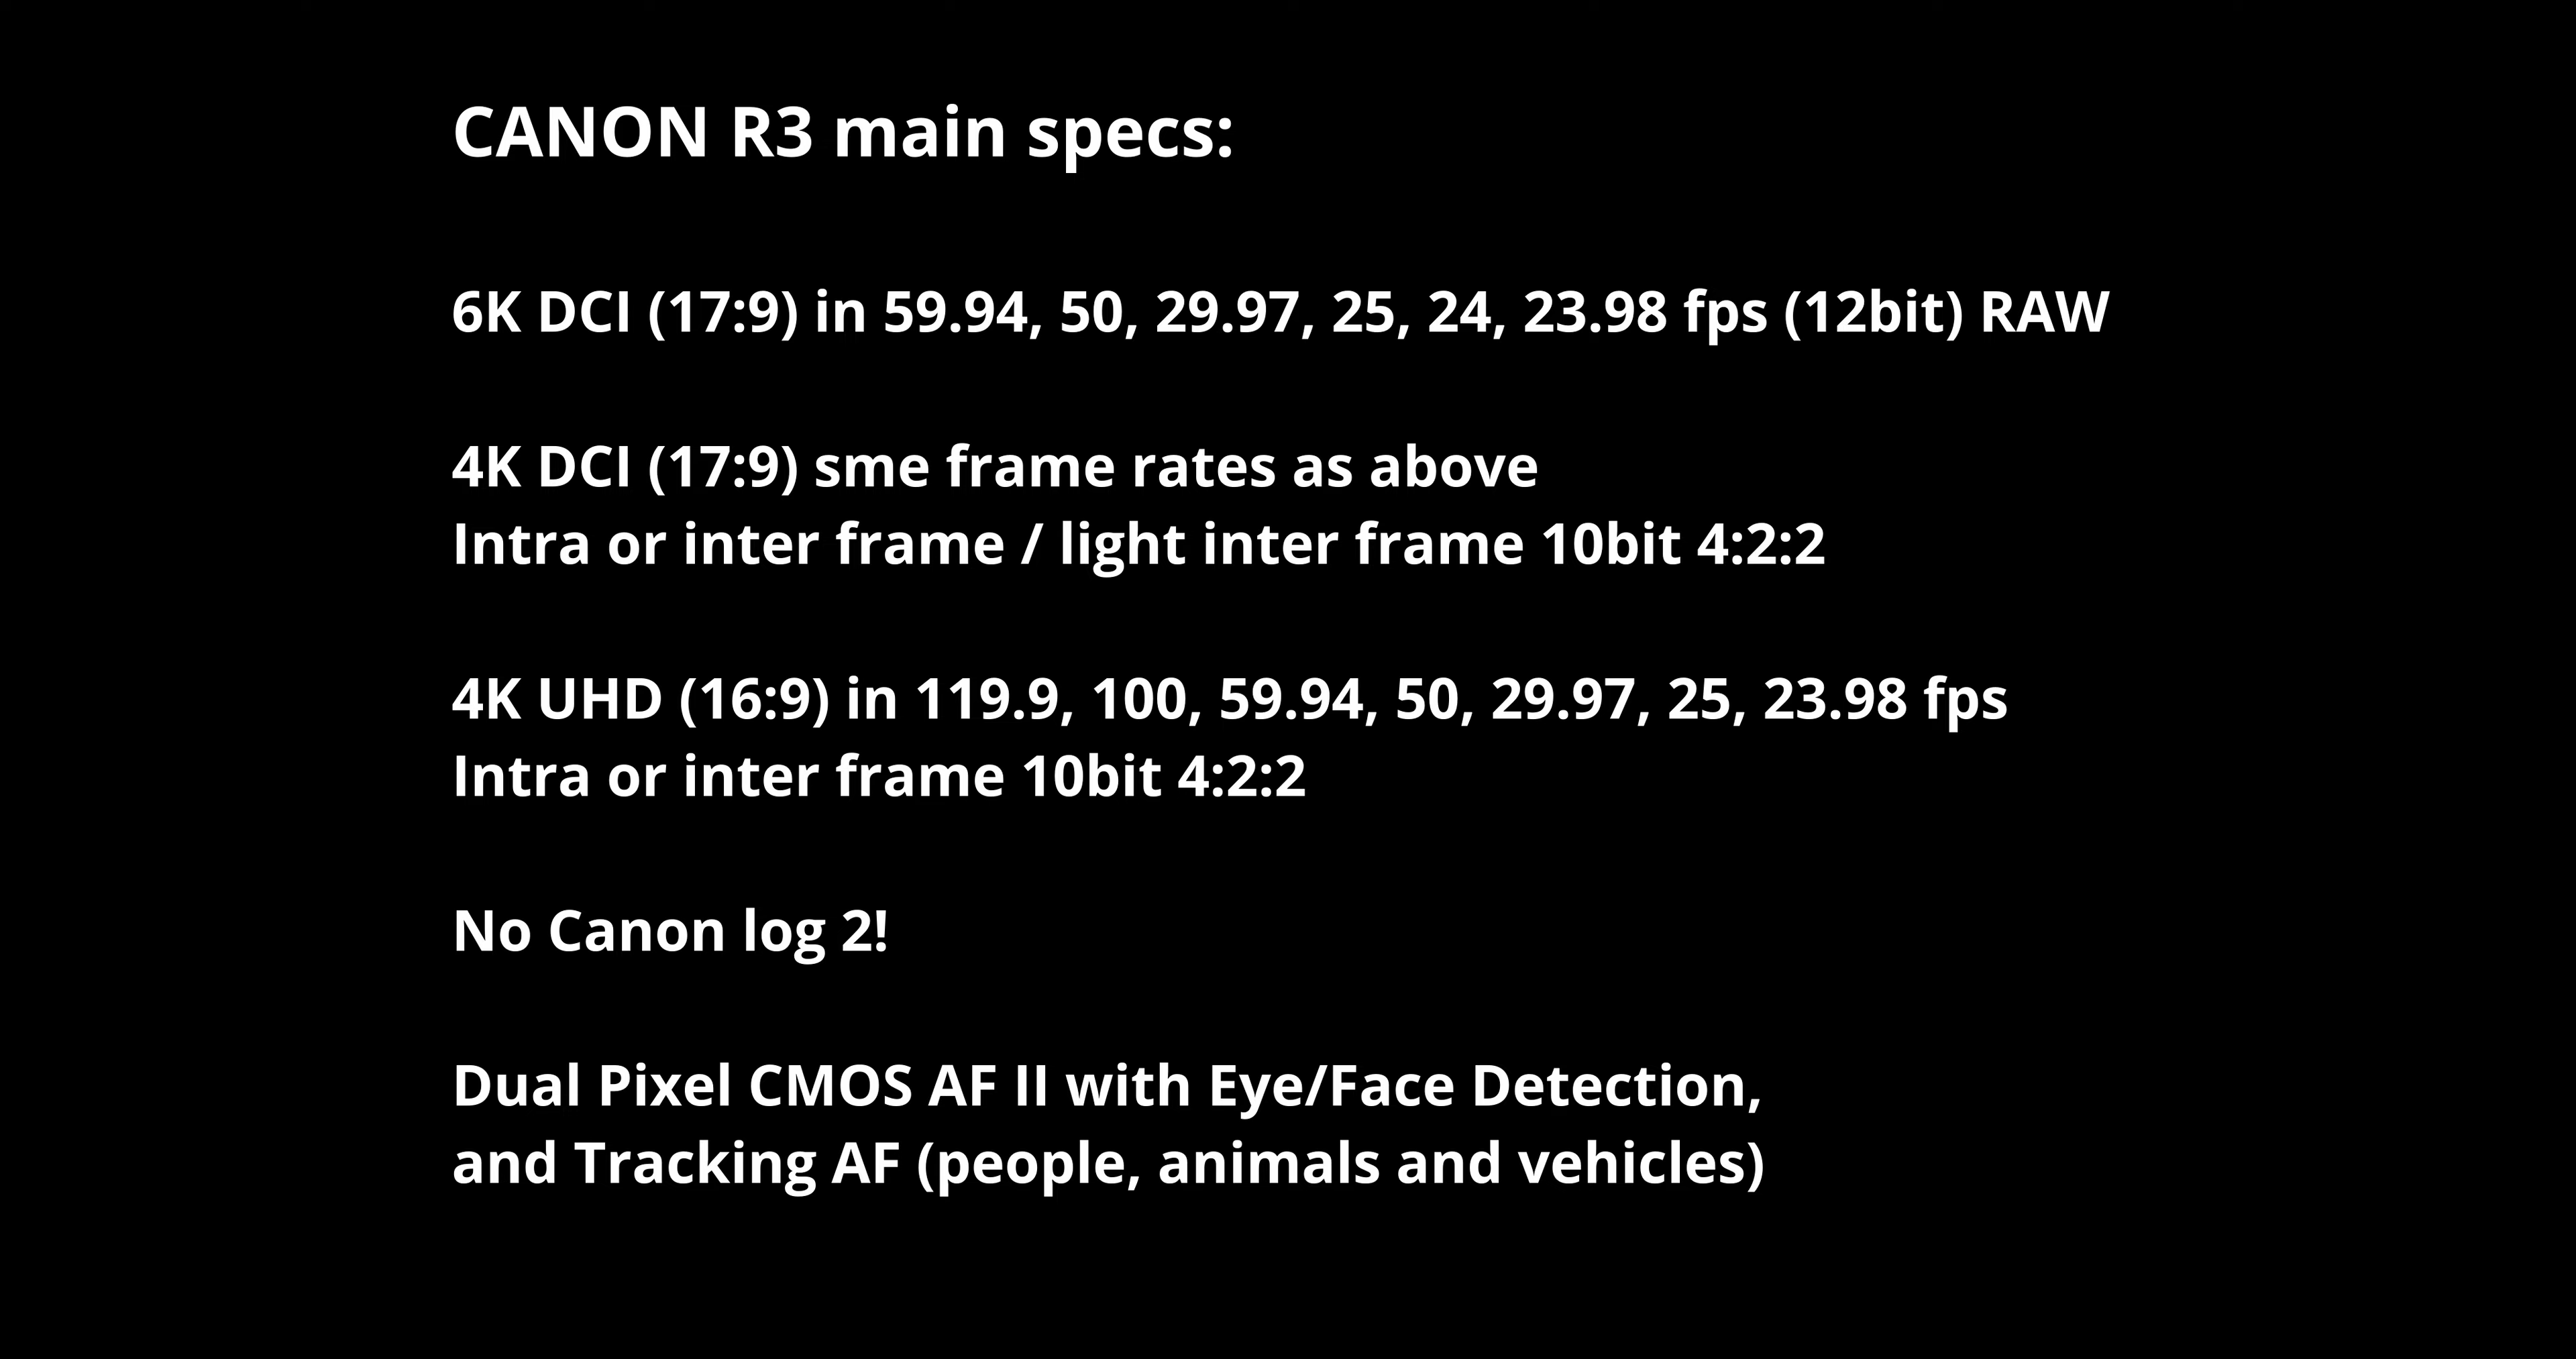 CANON R3 main specs:
6K DCI (17:9) in 59.94, 50, 29.97, 25, 24, 23.98 fps (12bit) RAW
4K DCI (17:9) sme frame rates as above
Intra or inter frame / light inter frame 10bit 4:2:2
4K UHD (16:9) in 119.9, 100, 59.94, 50, 29.97, 25, 23.98 fps
Intra or inter frame 10bit 4:2:2
No Canon log 2!
Dual Pixel CMOS AF II with Eye/Face Detection,
and Tracking AF (people, animals and vehicles)